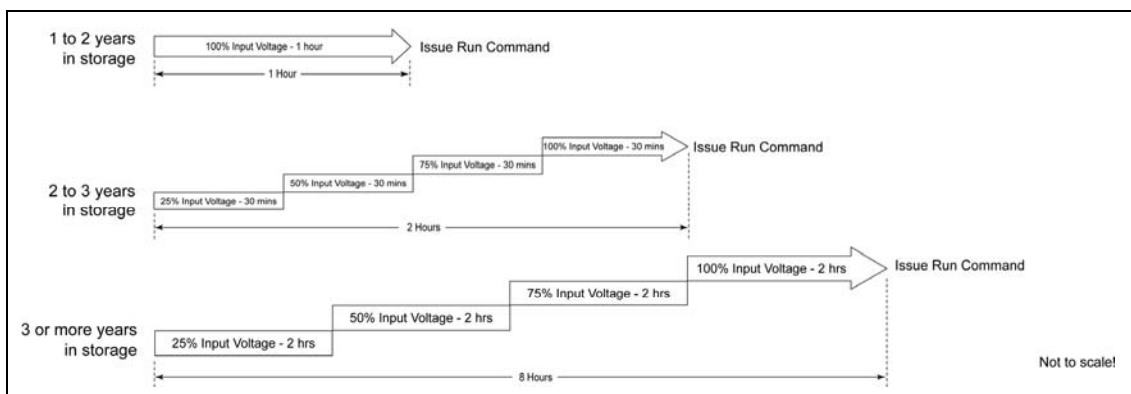 1 to 2 years
in storage
100% Input Voltage - 1 hour
Issue Run Command
1 Hour
100% Input Voltage - 30 mins
Issue Run Command
75% Input Voltage - 30 mins
50% Input Voltage - 30 mins
2 to 3 years
in storage
25% Input Voltage - 30 mins
2 Hours
100% Input Voltage - 2 hrs
Issue Run Command
75% Input Voltage - 2 hrs
50% Input Voltage - 2 hrs
3 or more years
in storage
25% Input Voltage - 2 hrs
8 Hours
Not to scale!